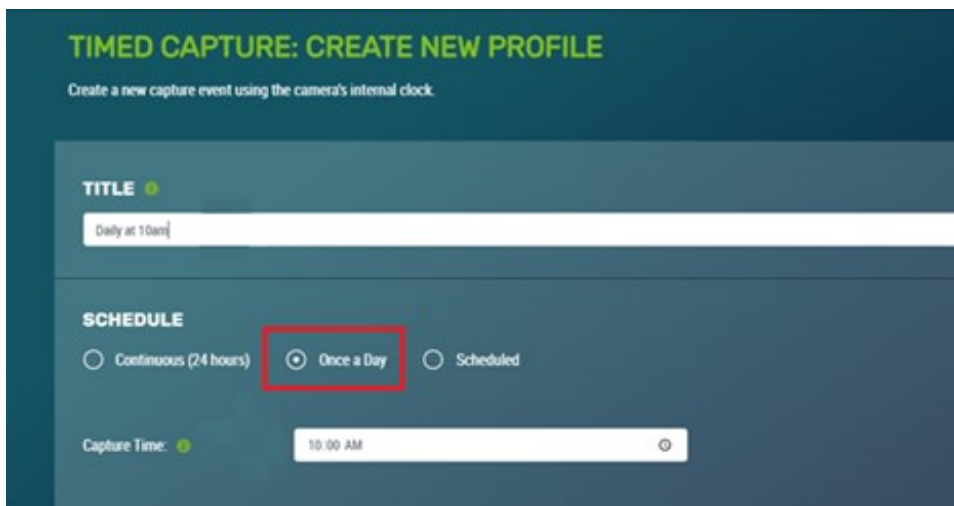 TIMED CAPTURE: CREATE NEW PROFILE
Create a new capture event using the camera's internal clock.
TITLE
Daily at 10am
SCHEDULE
Continuous (24 hours) Once a Day Scheduled
Capture Time: 10:00 AM